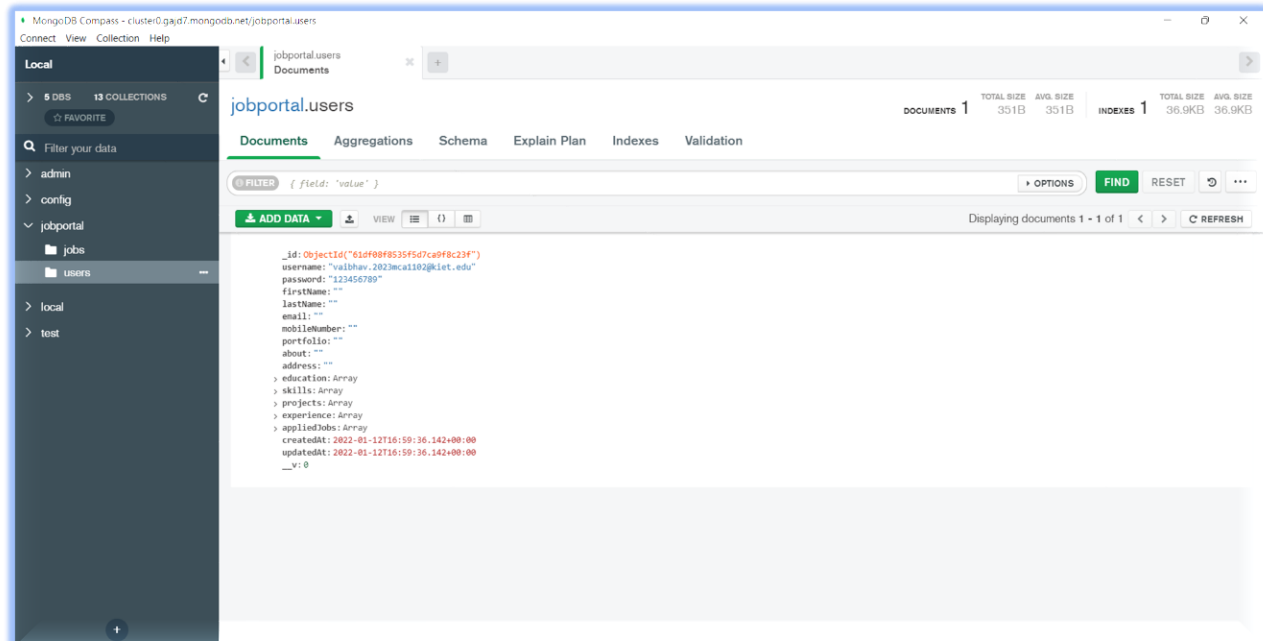 MongoDB Compass - cluster0.gajd7.mongodb.net/jobportal.users
Connect View Collection Help
Local
5 DBS 13 COLLECTIONS
FAVORITE
Filter your data
admin
config
jobportal
jobs
users
local
test
jobportal.users
Documents
jobportal.users
DOCUMENTS 1 TOTAL SIZE 351B AVG. SIZE 351B INDEXES 1 TOTAL SIZE 36.9KB AVG. SIZE 36.9KB
Documents Aggregations Schema Explain Plan Indexes Validation
FILTER { field: 'value' } OPTIONS FIND RESET
ADD DATA VIEW {} Displaying documents 1 - 1 of 1 < > REFRESH
_id: ObjectId("61df08f8535f5d7ca9f8c23f")
username: "vaibhav.2023mca1102@kiet.edu"
password: "123456789"
firstName: ""
lastName: ""
email: ""
mobileNumber: ""
portfolio: ""
about: ""
address: ""
education: Array
skills: Array
projects: Array
experience: Array
appliedJobs: Array
createdAt: 2022-01-12T16:59:36.142+00:00
updatedAt: 2022-01-12T16:59:36.142+00:00
__v: 0